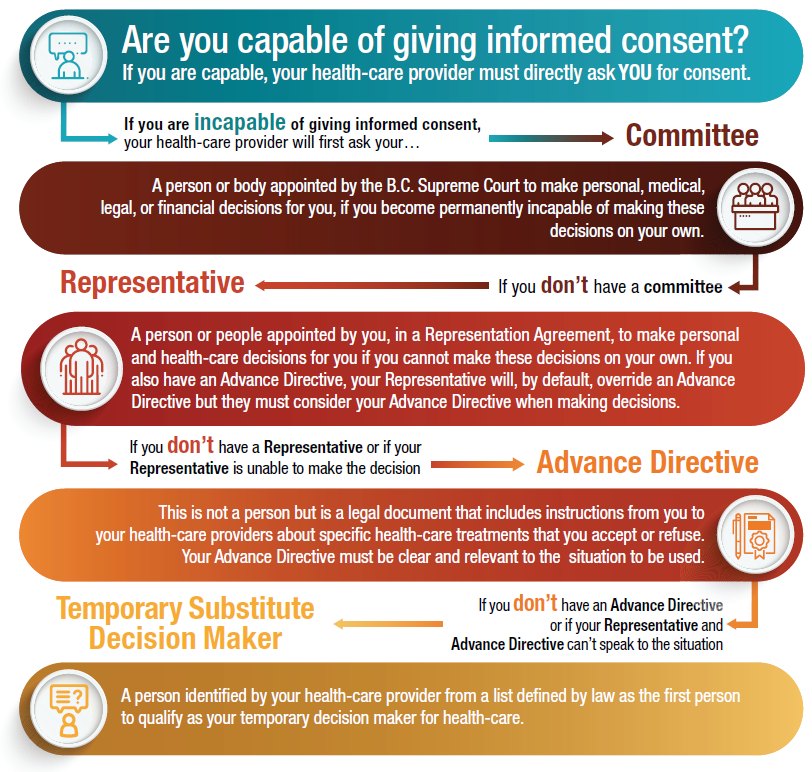 Are you capable of giving informed consent?
If you are capable, your health-care provider must directly ask YOU for consent.
If you are incapable of giving informed consent,
your health-care provider will first ask your…
Committee
A person or body appointed by the B.C. Supreme Court to make personal, medical,
legal, or financial decisions for you, if you become permanently incapable of making these
decisions on your own.
Representative
If you don't have a committee
A person or people appointed by you, in a Representation Agreement, to make personal
and health-care decisions for you if you cannot make these decisions on your own. If you
also have an Advance Directive, your Representative will, by default, override an Advance
Directive but they must consider your Advance Directive when making decisions.
If you don't have a Representative or if your
Representative is unable to make the decision
Advance Directive
This is not a person but is a legal document that includes instructions from you to
your health-care providers about specific health-care treatments that you accept or refuse.
Your Advance Directive must be clear and relevant to the situation to be used.
Temporary Substitute
Decision Maker
If you don't have an Advance Directive
or if your Representative and
Advance Directive can't speak to the situation
A person identified by your health-care provider from a list defined by law as the first person
to qualify as your temporary decision maker for health-care.